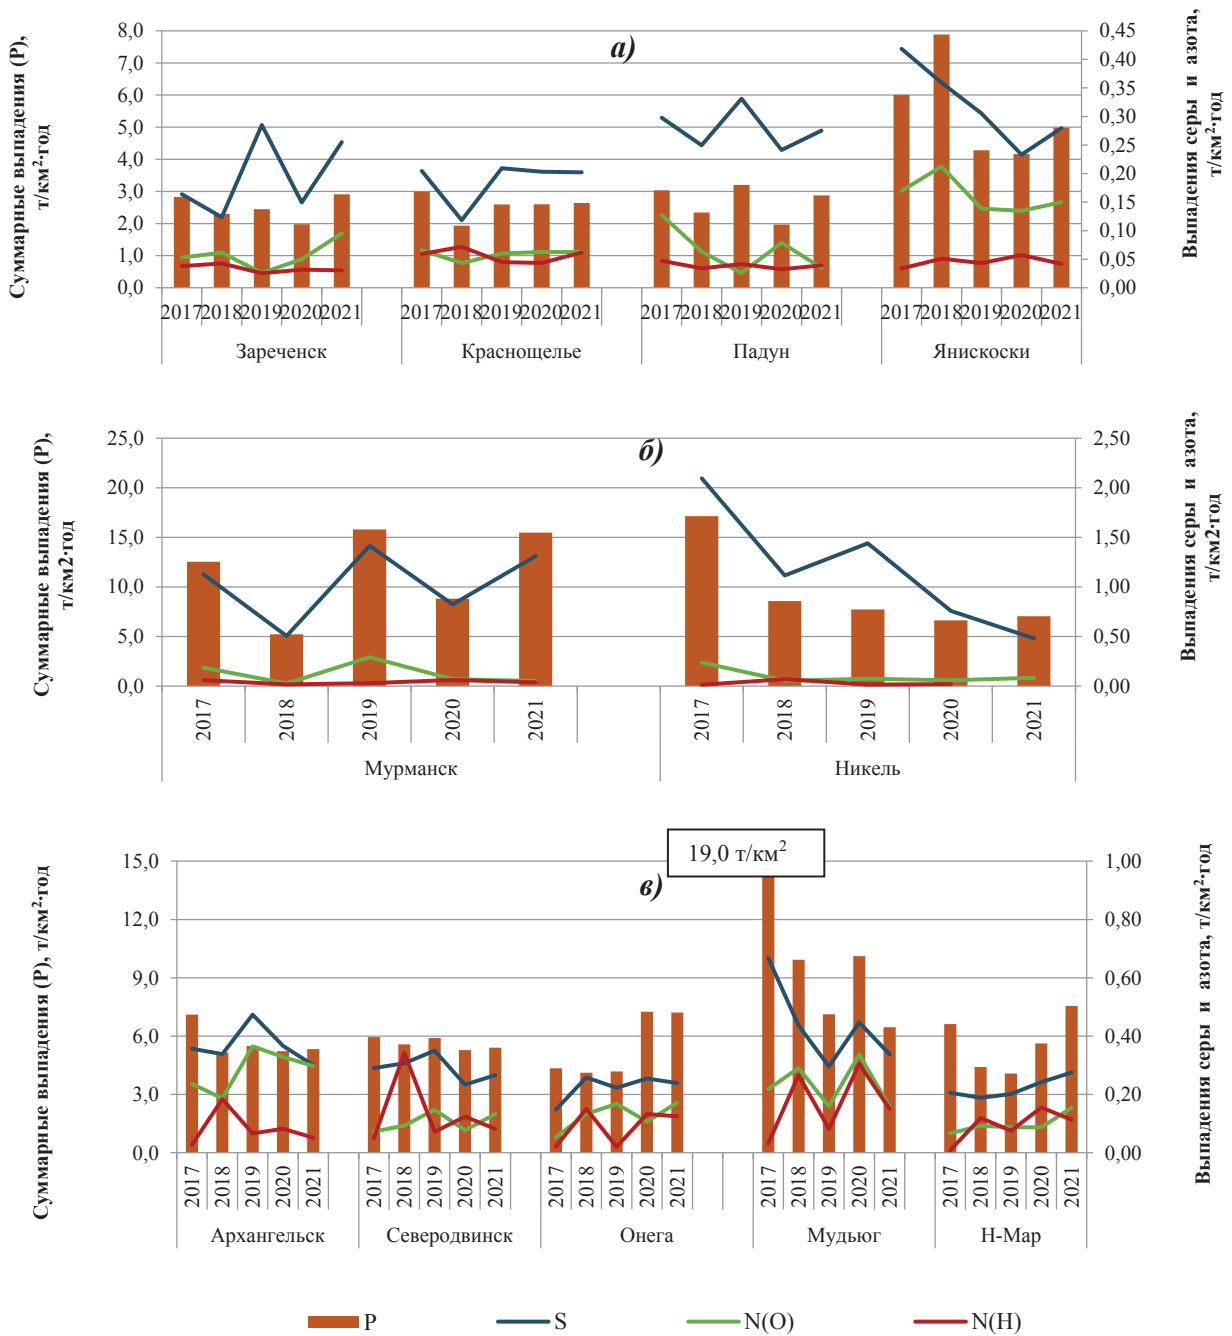 а)
Суммарные выпадения (Р),
т/км²·год
8,0
7,0
6,0
5,0
4,0
3,0
2,0
1,0
0,0
0,45
0,40
0,35
0,30
0,25
0,20
0,15
0,10
0,05
0,00
Выпадения серы и азота,
т/км²·год
2017 2018 2019 2020 2021 2017 2018 2019 2020 2021 2017 2018 2019 2020 2021 2017 2018 2019 2020 2021
Зареченск Краснощелье Падун Янискоски
б)
Суммарные выпадения (Р),
т/км2·год
25,0
20,0
15,0
10,0
5,0
0,0
2,50
2,00
1,50
1,00
0,50
0,00
Выпадения серы и азота,
т/км2·год
2017 2018 2019 2020 2021 2017 2018 2019 2020 2021
Мурманск Никель
19,0 т/км²
в)
Суммарные выпадения (Р), т/км²·год
15,0
12,0
9,0
6,0
3,0
0,0
1,00
0,80
0,60
0,40
0,20
0,00
Выпадения серы и азота, т/км²·год
2017 2018 2019 2020 2021 2017 2018 2019 2020 2021 2017 2018 2019 2020 2021 2017 2018 2019 2020 2021 2017 2018 2019 2020 2021
Архангельск Северодвинск Онега Мудьюг Н-Мар
P S N(O) N(H)